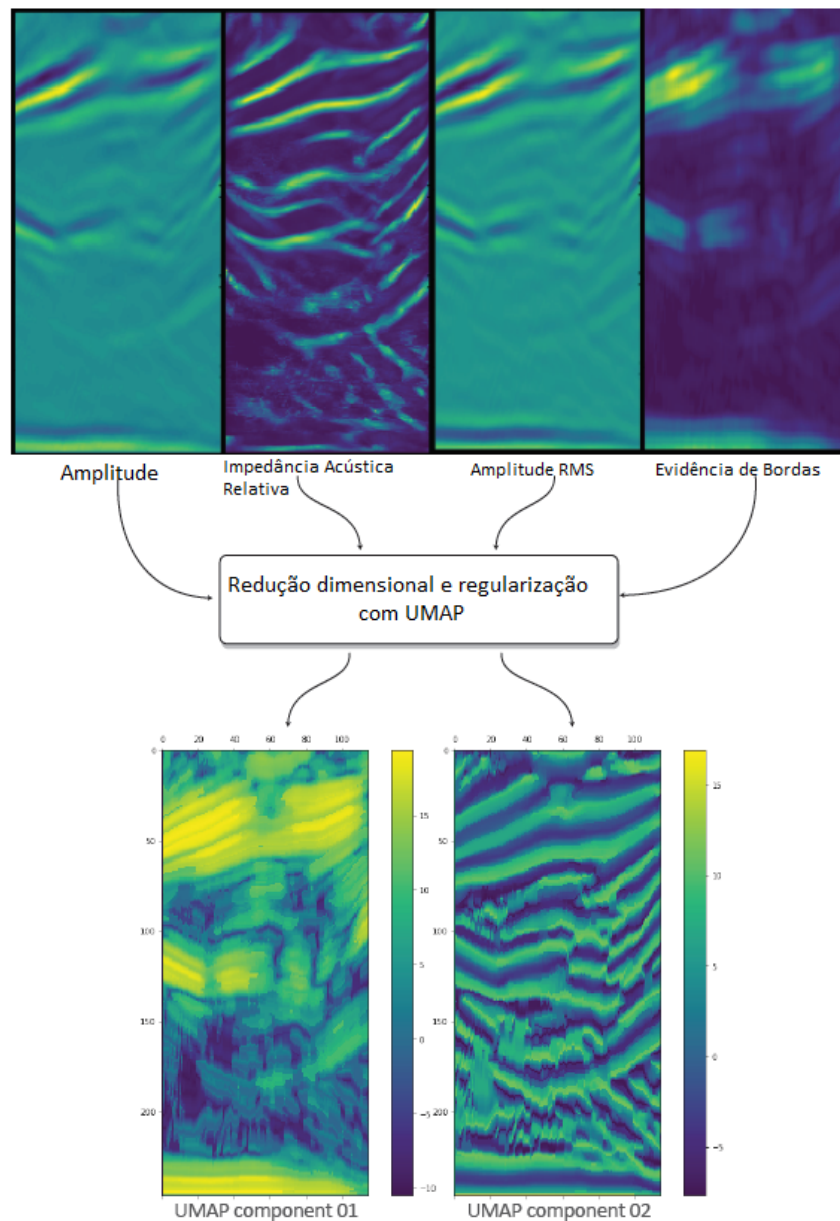 Amplitude
Impedância Acústica
Relativa
Amplitude RMS
Evidência de Bordas
Redução dimensional e regularização
com UMAP
0 20 40 60 80 100
0
50
100
150
200
15
10
5
0
−5
−10
UMAP component 01
0 20 40 60 80 100
0
50
100
150
200
15
10
5
0
−5
UMAP component 02